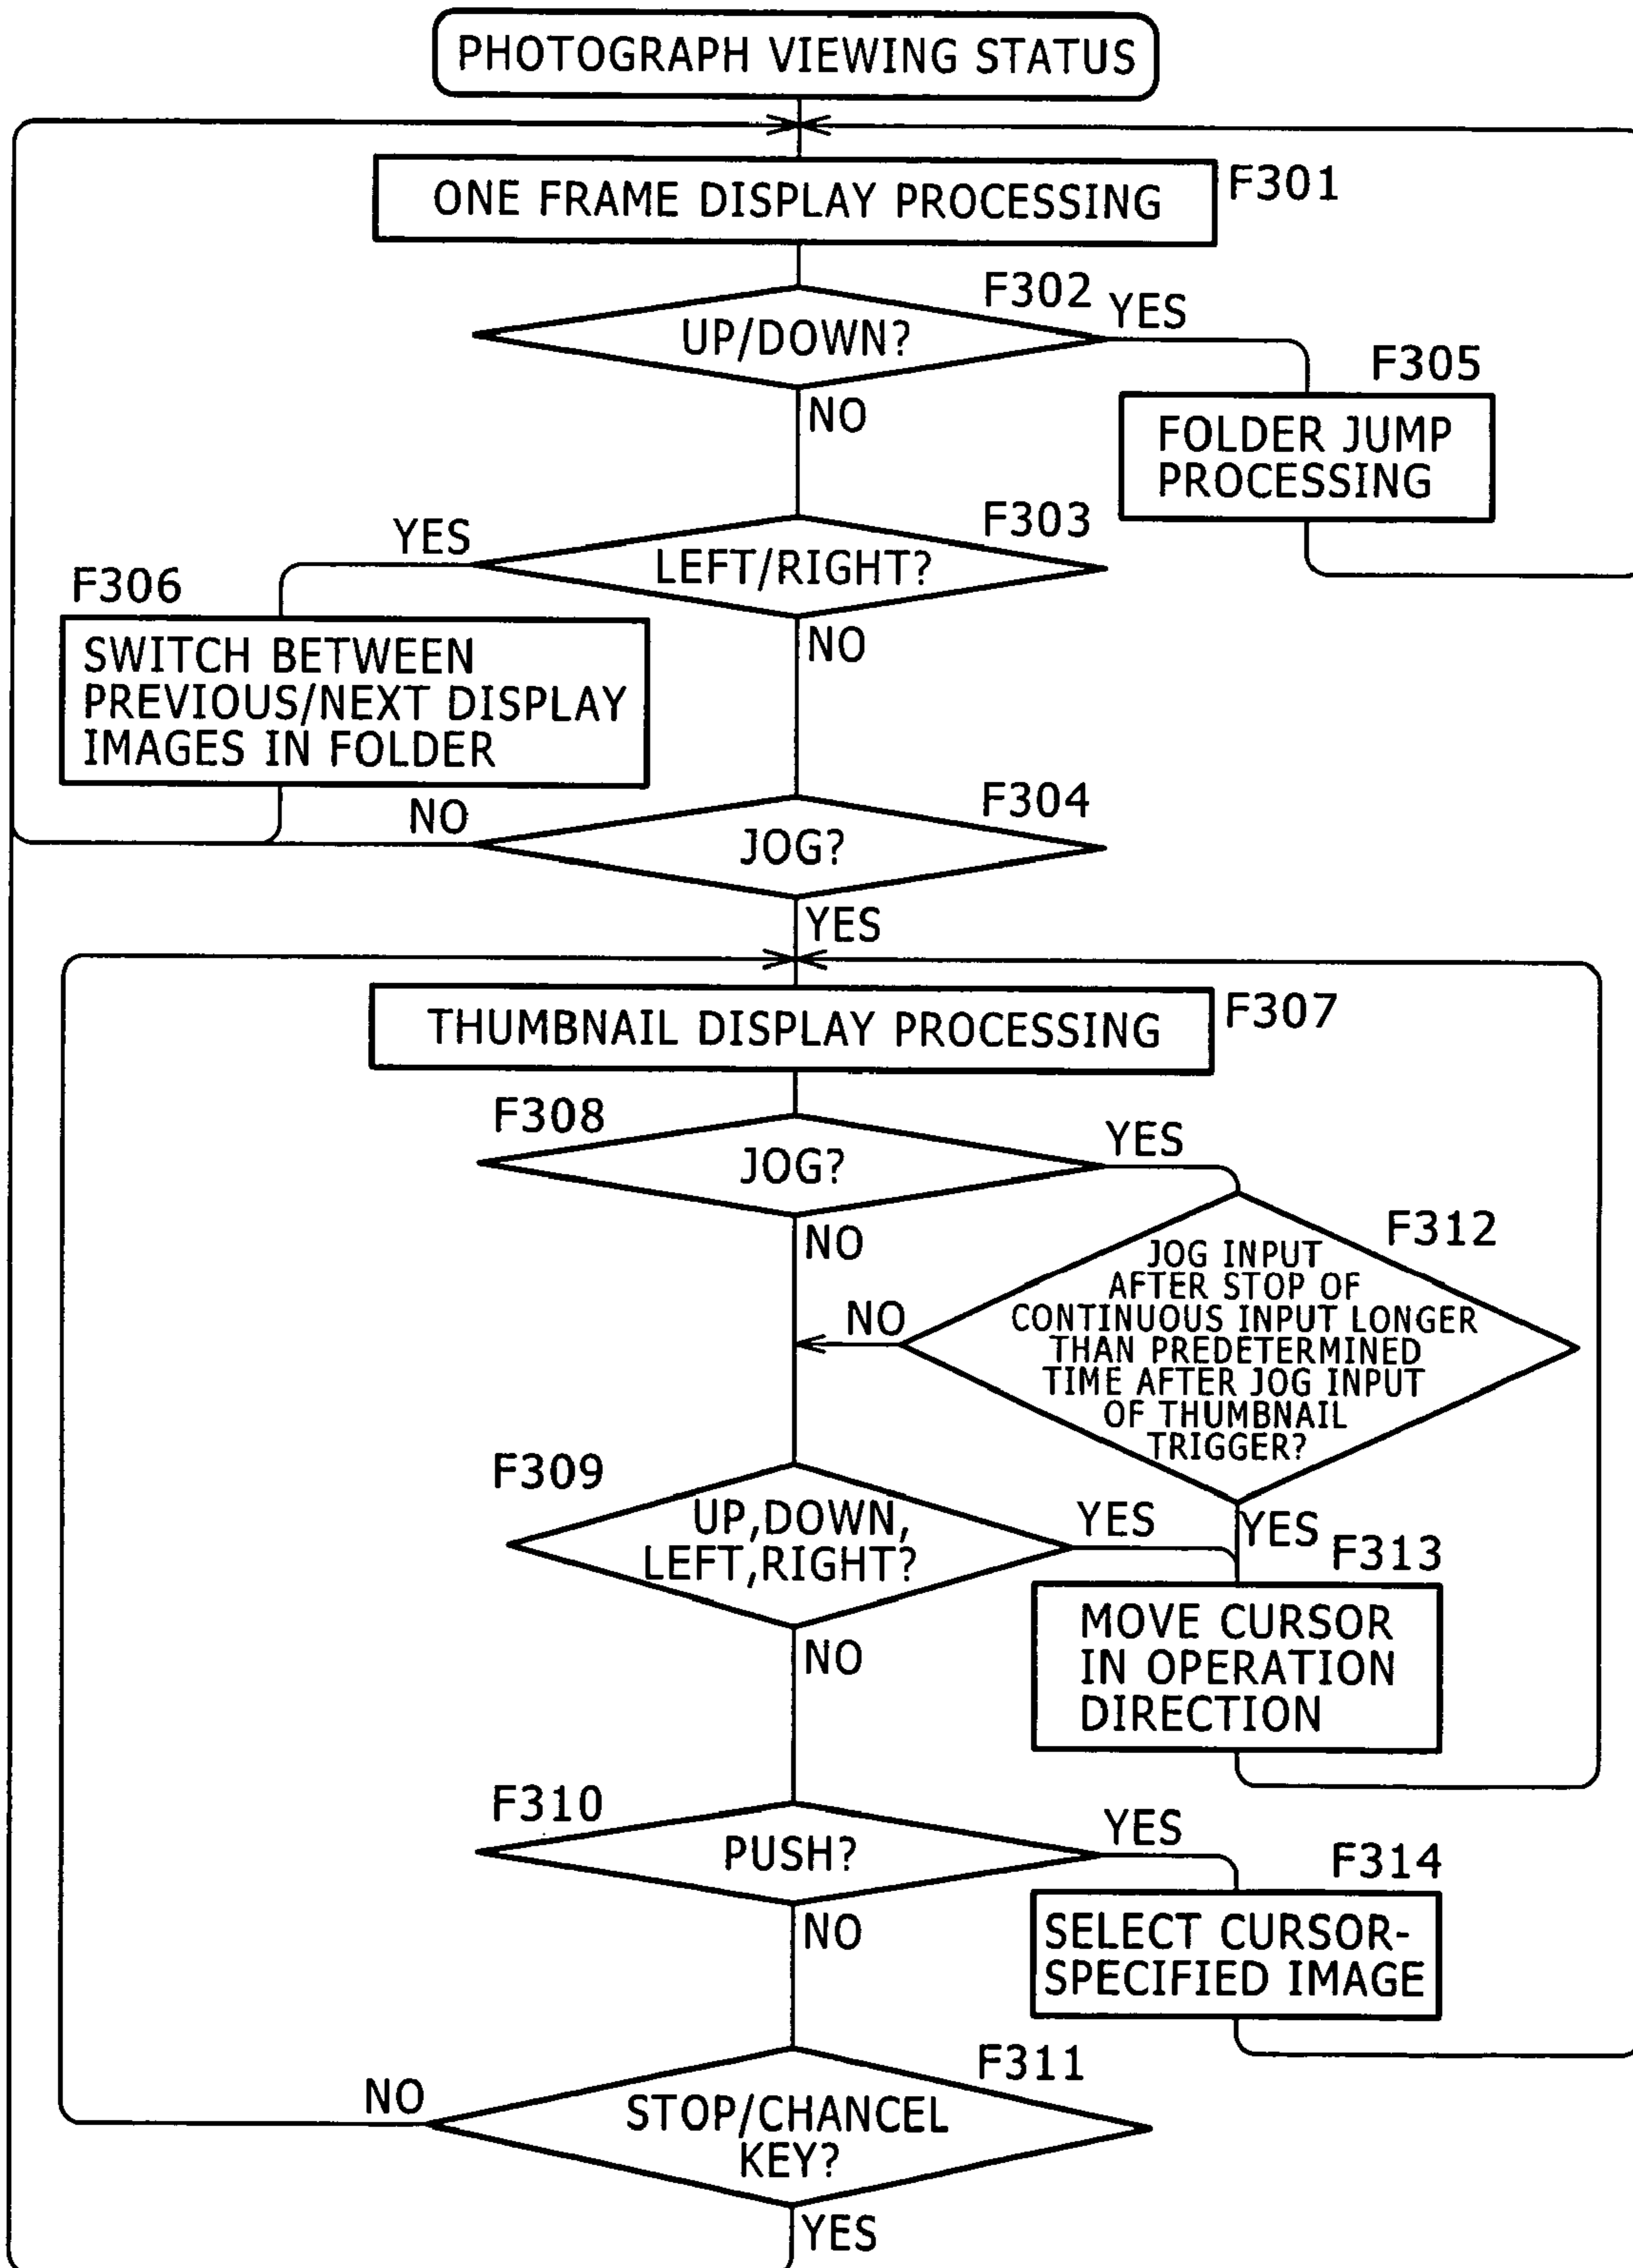 PHOTOGRAPH VIEWING STATUS
ONE FRAME DISPLAY PROCESSING
F301
F302
UP/DOWN?
YES
NO
F305
FOLDER JUMP
PROCESSING
F303
LEFT/RIGHT?
YES
NO
F306
SWITCH BETWEEN
PREVIOUS/NEXT DISPLAY
IMAGES IN FOLDER
F304
JOG?
NO
YES
THUMBNAIL DISPLAY PROCESSING
F307
F308
JOG?
YES
NO
F312
JOG INPUT
AFTER STOP OF
CONTINUOUS INPUT LONGER
THAN PREDETERMINED
TIME AFTER JOG INPUT
OF THUMBNAIL
TRIGGER?
NO
YES
F309
UP,DOWN,
LEFT,RIGHT?
YES
NO
F313
MOVE CURSOR
IN OPERATION
DIRECTION
F310
PUSH?
YES
NO
F314
SELECT CURSOR-
SPECIFIED IMAGE
F311
STOP/CHANCEL
KEY?
NO
YES